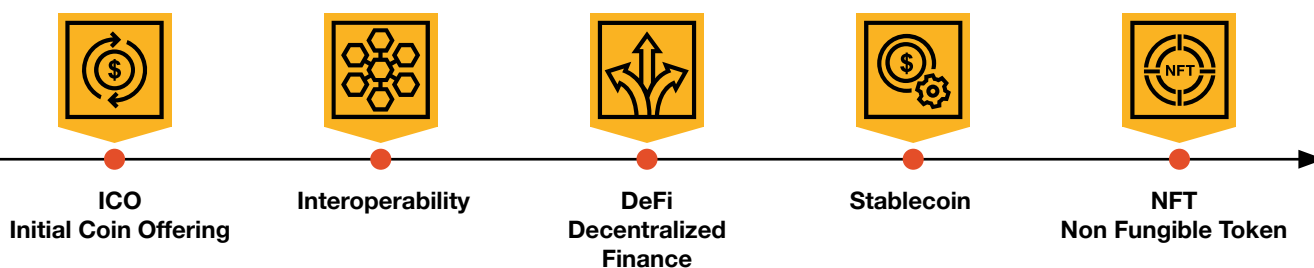 $
$
NFT
ICO
Initial Coin Offering
Interoperability
DeFi
Decentralized
Finance
Stablecoin
NFT
Non Fungible Token